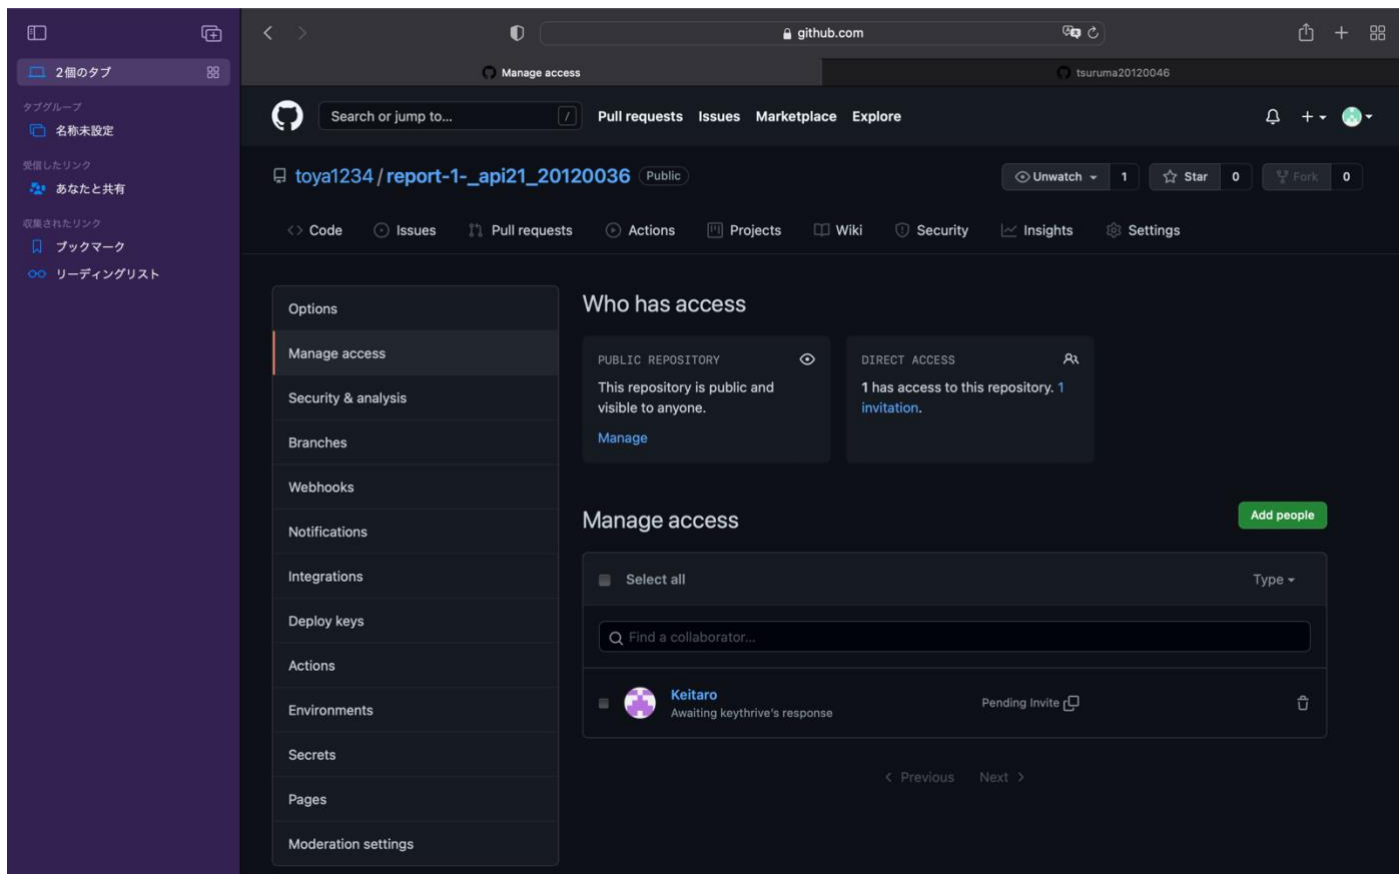 2個のタブ
タブグループ
名称未設定
受信したリンク
あなたと共有
収集されたリンク
ブックマーク
リーディングリスト
github.com
Manage access
tsuruma20120046
Search or jump to... /
Pull requests Issues Marketplace Explore
toya1234 / report-1-_api21_20120036 Public
Unwatch 1 Star 0 Fork 0
Code Issues Pull requests Actions Projects Wiki Security Insights Settings
Options
Manage access
Security & analysis
Branches
Webhooks
Notifications
Integrations
Deploy keys
Actions
Environments
Secrets
Pages
Moderation settings
Who has access
PUBLIC REPOSITORY
This repository is public and
visible to anyone.
Manage
DIRECT ACCESS
1 has access to this repository. 1
invitation.
Manage access
Add people
Select all
Type
Find a collaborator...
Keitaro
Awaiting keythrive's response
Pending Invite
< Previous Next >